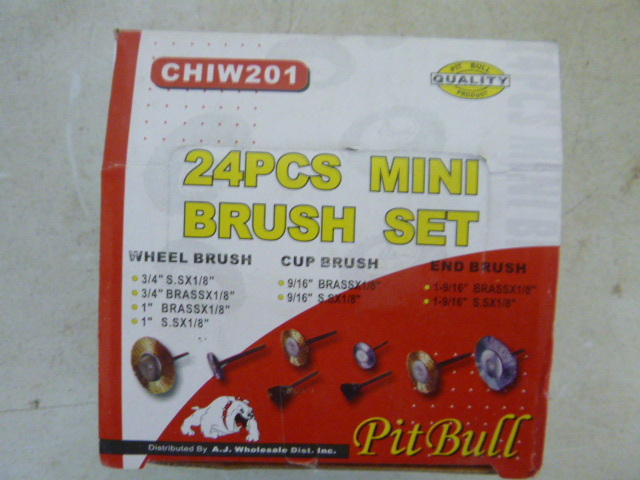 CHIW201
PIT BULL
QUALITY
PRODUCT
24PCS MINI
BRUSH SET
WHEEL BRUSH
3/4" S.SX1/8"
3/4" BRASSX1/8"
1" BRASSX1/8"
1" S.SX1/8"
CUP BRUSH
9/16" BRASSX1/8"
9/16" S.SX1/8"
END BRUSH
1-9/16" BRASSX1/8"
1-9/16" S.SX1/8"
Distributed By A.J. Wholesale Dist. Inc.
PitBull